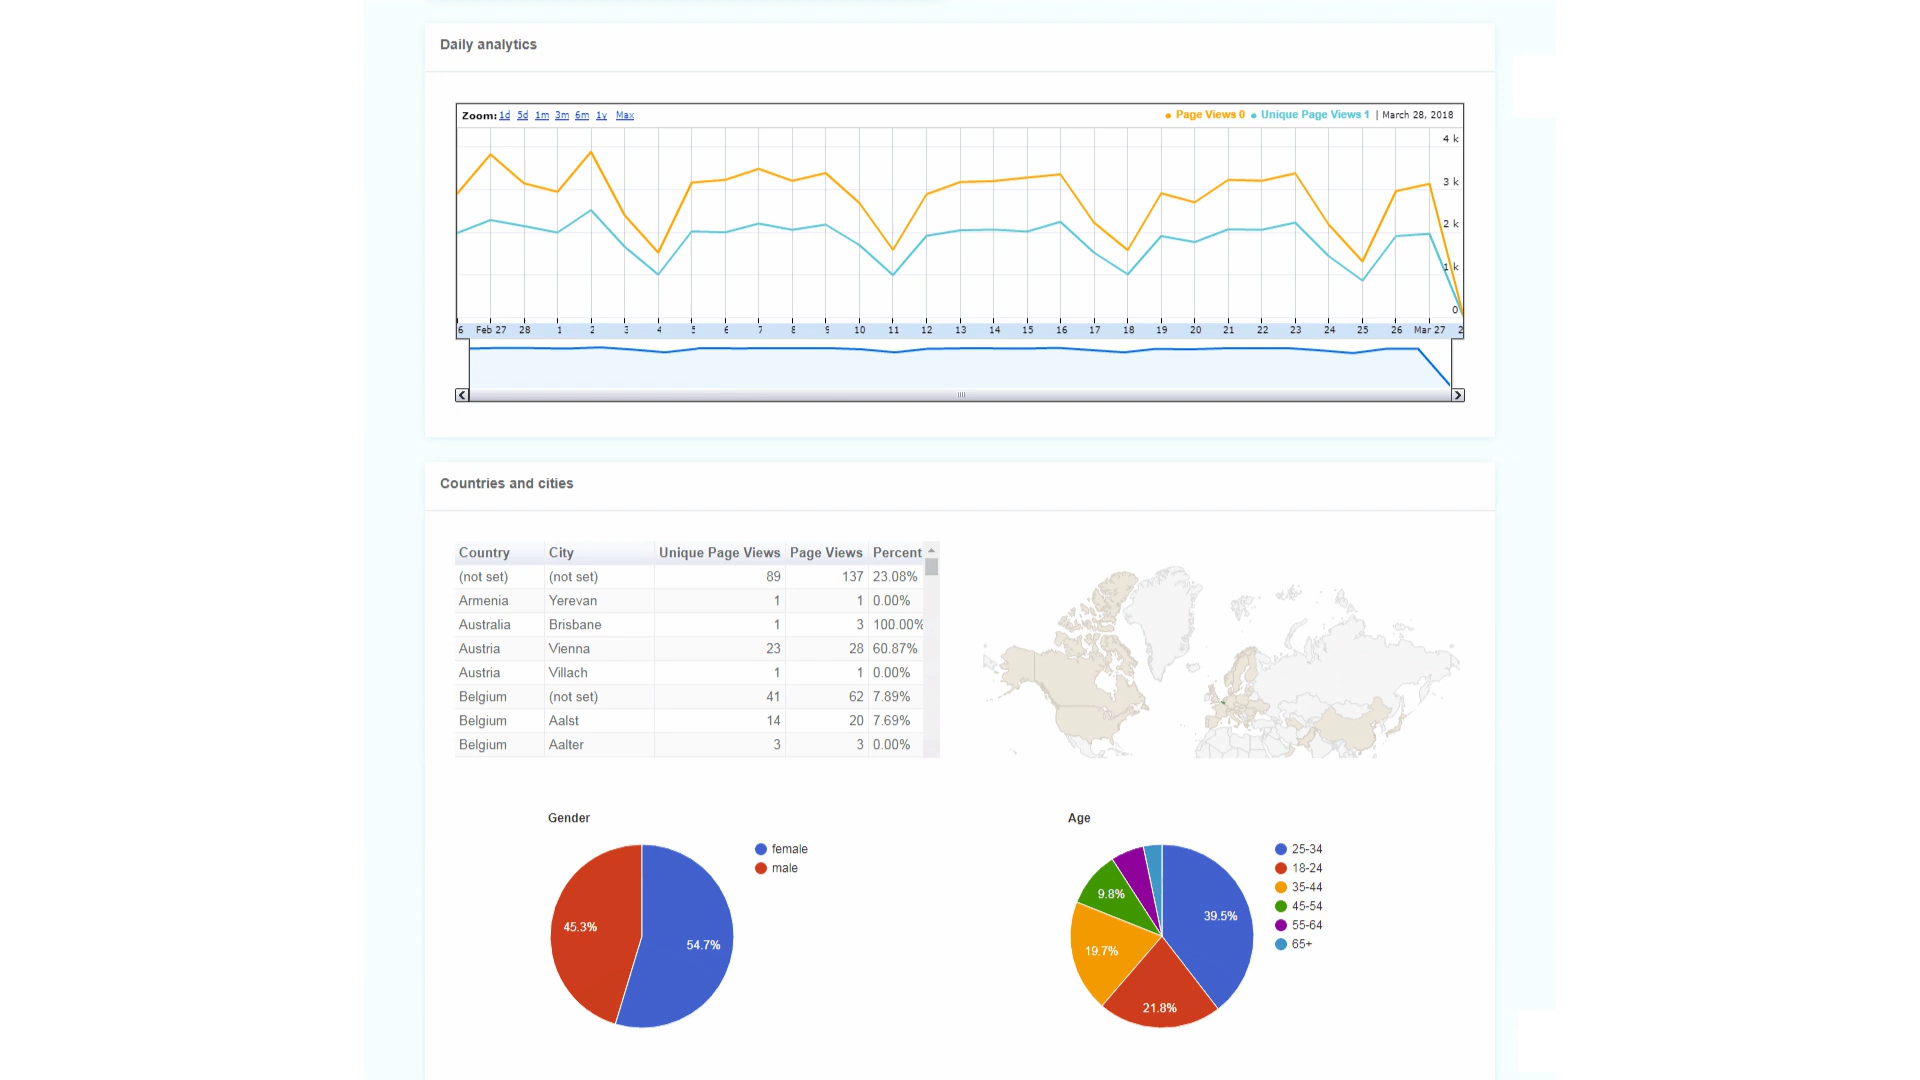 Daily analytics
Zoom: 1d 5d 1m 3m 6m 1y Max
Page Views 0 Unique Page Views 1 | March 28, 2018
4 k
3 k
2 k
1 k
0
6 Feb 27 28 1 2 3 4 5 6 7 8 9 10 11 12 13 14 15 16 17 18 19 20 21 22 23 24 25 26 Mar 27 2
Countries and cities
Country City Unique Page Views Page Views Percent
(not set) (not set) 89 137 23.08%
Armenia Yerevan 1 1 0.00%
Australia Brisbane 1 3 100.00%
Austria Vienna 23 28 60.87%
Austria Villach 1 1 0.00%
Belgium (not set) 41 62 7.89%
Belgium Aalst 14 20 7.69%
Belgium Aalter 3 3 0.00%
Gender
female
male
45.3%
54.7%
Age
25-34
18-24
35-44
45-54
55-64
65+
9.8%
39.5%
19.7%
21.8%